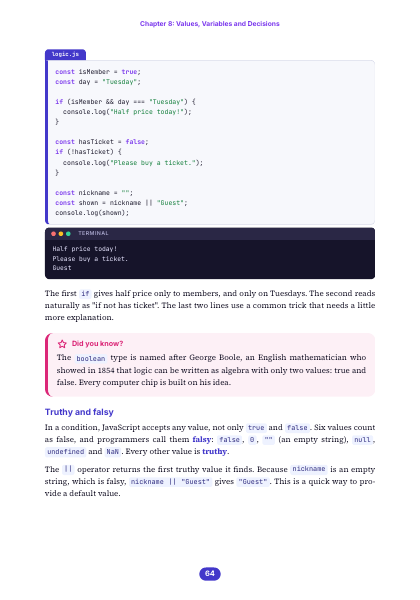 Chapter 8: Values, Variables and Decisions
logic.js
const isMember = true;
const day = "Tuesday";
if (isMember && day === "Tuesday") {
  console.log("Half price today!");
}
const hasTicket = false;
if (!hasTicket) {
  console.log("Please buy a ticket.");
}
const nickname = "";
const shown = nickname || "Guest";
console.log(shown);
TERMINAL
Half price today!
Please buy a ticket.
Guest
The first if gives half price only to members, and only on Tuesdays. The second reads
naturally as "if not has ticket". The last two lines use a common trick that needs a little
more explanation.
Did you know?
The boolean type is named after George Boole, an English mathematician who
showed in 1854 that logic can be written as algebra with only two values: true and
false. Every computer chip is built on his idea.
Truthy and falsy
In a condition, JavaScript accepts any value, not only true and false. Six values count
as false, and programmers call them falsy: false, 0, "" (an empty string), null,
undefined and NaN. Every other value is truthy.
The || operator returns the first truthy value it finds. Because nickname is an empty
string, which is falsy, nickname || "Guest" gives "Guest". This is a quick way to pro-
vide a default value.
64